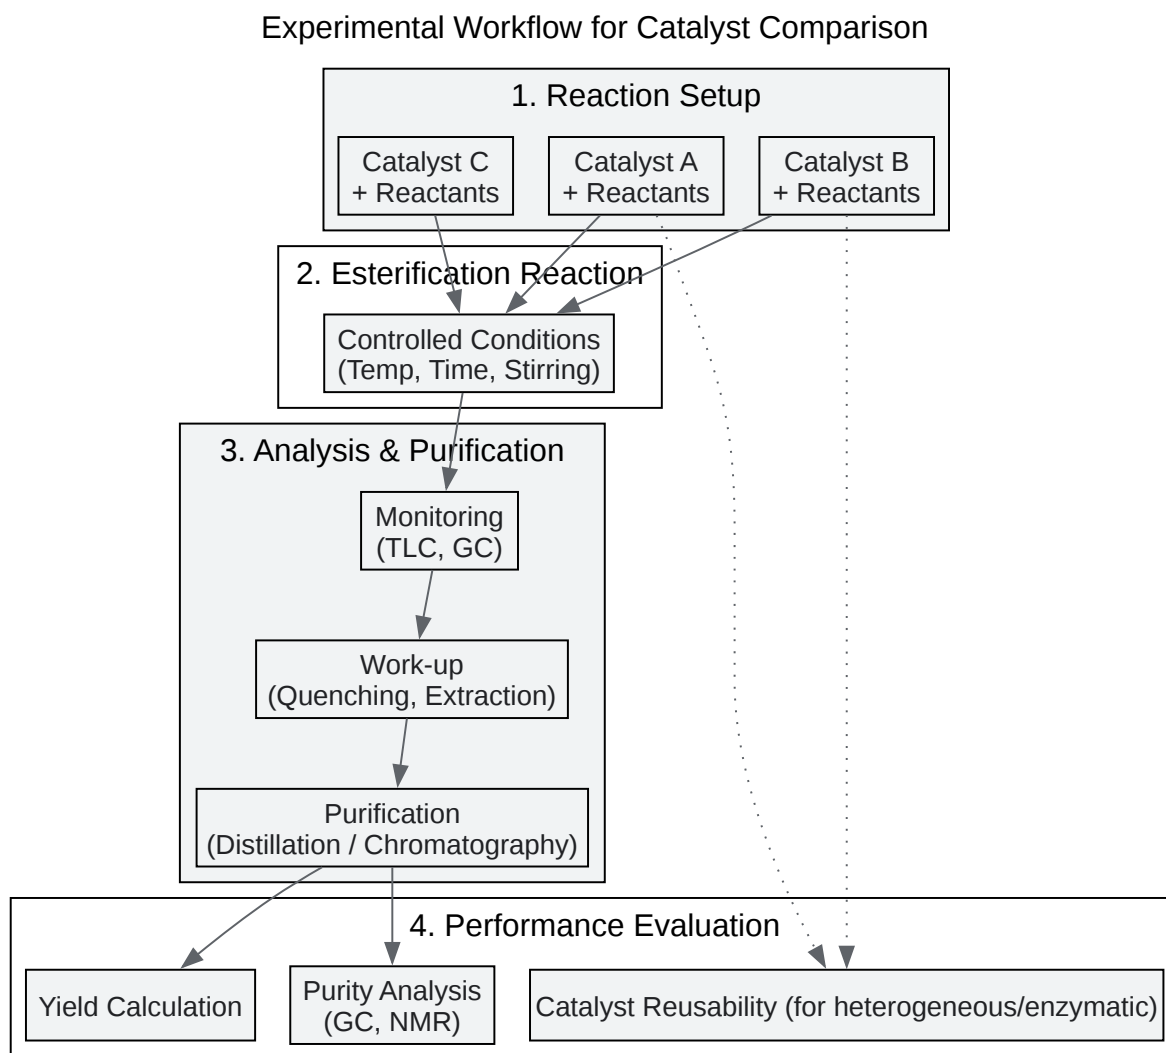 Experimental Workflow for Catalyst Comparison
1. Reaction Setup
Catalyst C
+ Reactants
Catalyst A
+ Reactants
Catalyst B
+ Reactants
2. Esterification Reaction
Controlled Conditions
(Temp, Time, Stirring)
3. Analysis & Purification
Monitoring
(TLC, GC)
Work-up
(Quenching, Extraction)
Purification
(Distillation / Chromatography)
4. Performance Evaluation
Yield Calculation
Purity Analysis
(GC, NMR)
Catalyst Reusability (for heterogeneous/enzymatic)